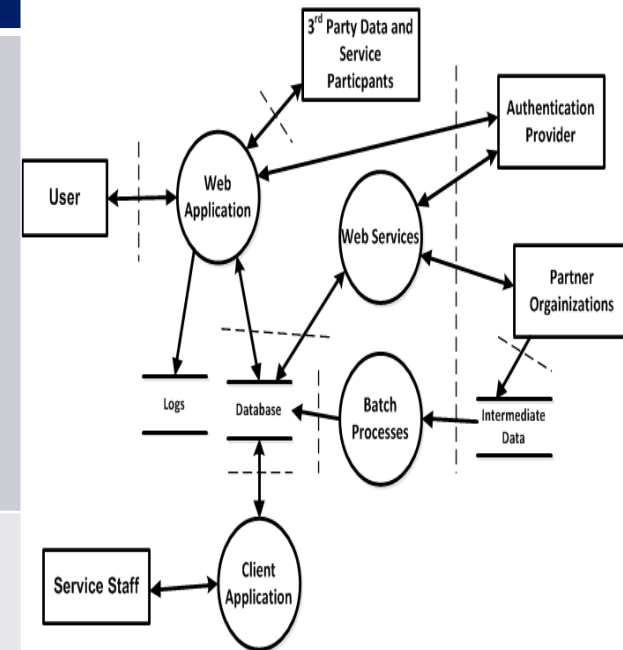 3rd Party Data and
Service
Particpants
Authentication
Provider
User
Web
Application
Web Services
Partner
Orgainizations
Logs
Database
Batch
Processes
Intermediate
Data
Service Staff
Client
Application